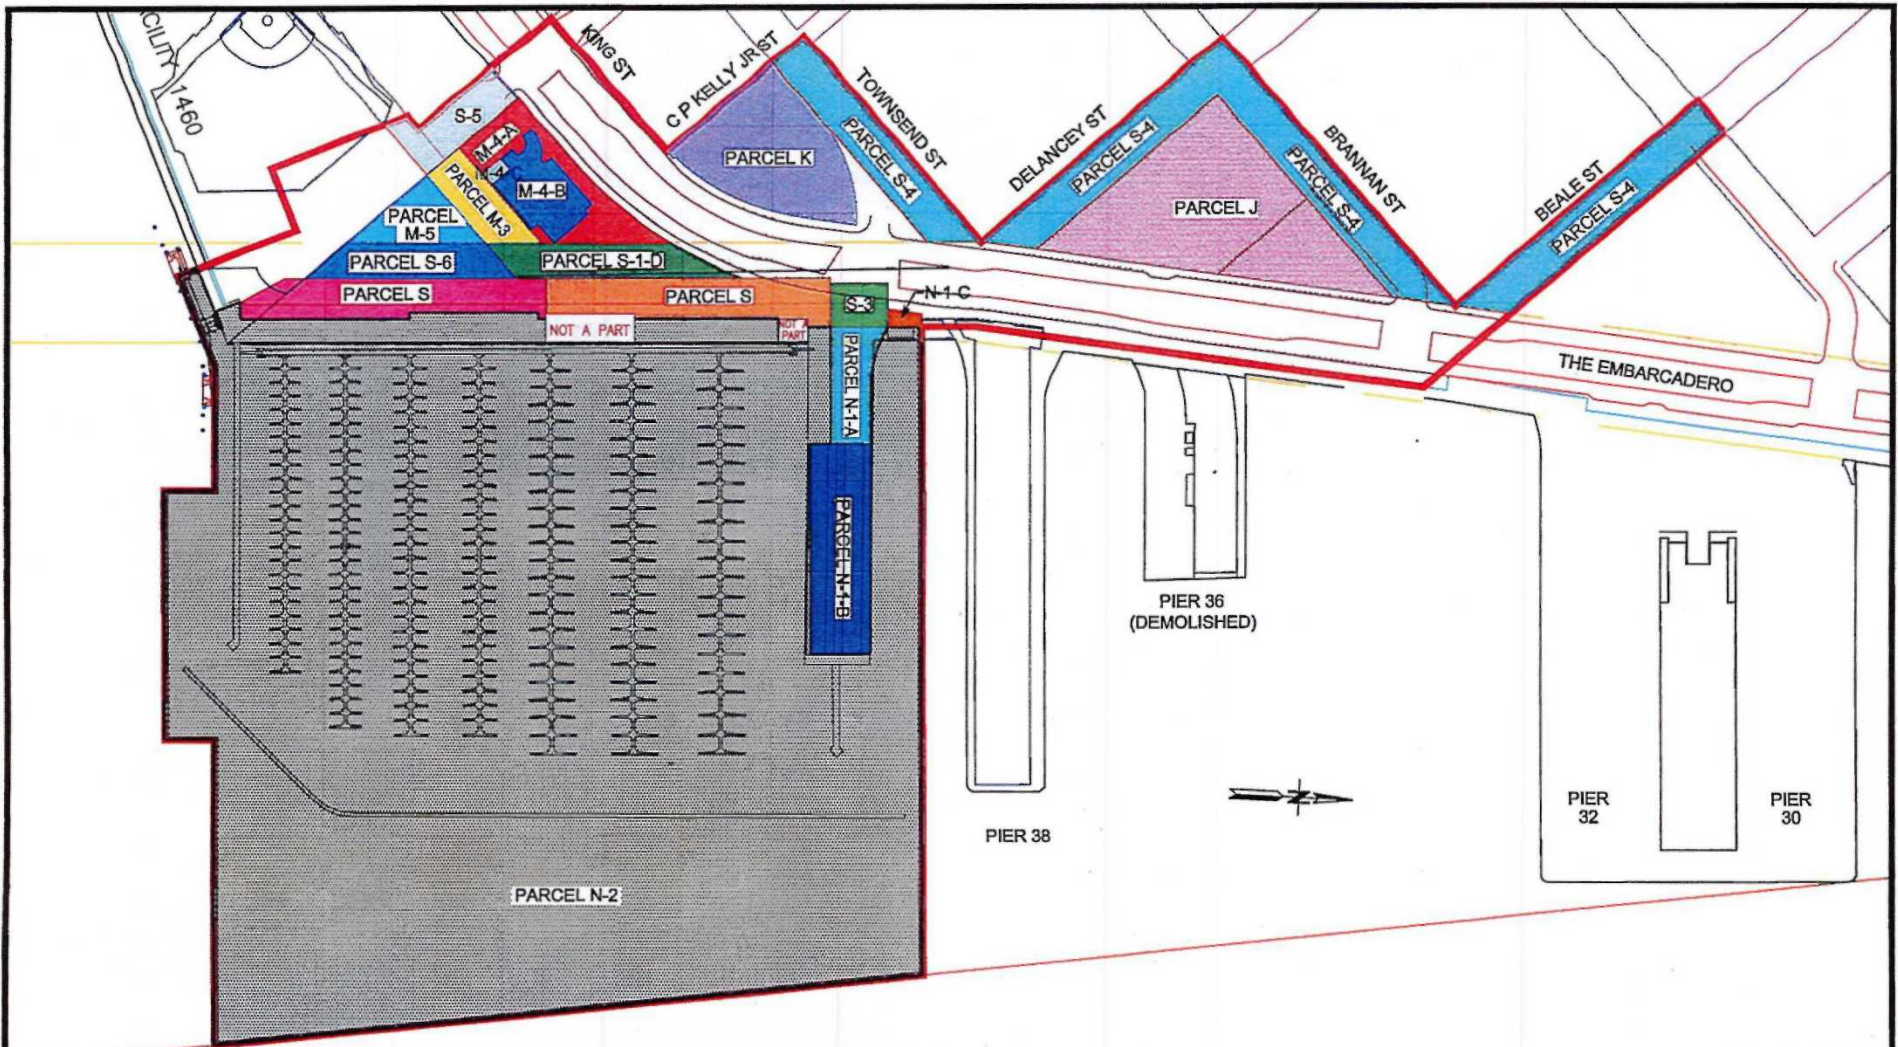 CILITY
1460
KING ST
C P KELLY JR ST
TOWNSEND ST
DELANCEY ST
BRANNAN ST
BEALE ST
S-5
M-4-A
M-4
M-4-B
PARCEL M-3
PARCEL
M-5
PARCEL S-6
PARCEL S-1-D
PARCEL K
PARCEL S-4
PARCEL S-4
PARCEL J
PARCEL S-4
PARCEL S-4
PARCEL S
PARCEL S
S-3
N-1-C
NOT A PART
NOT A
PART
PARCEL N-1-A
PARCEL N-1-B
THE EMBARCADERO
PIER 36
(DEMOLISHED)
N
PIER
32
PIER
30
PIER 38
PARCEL N-2